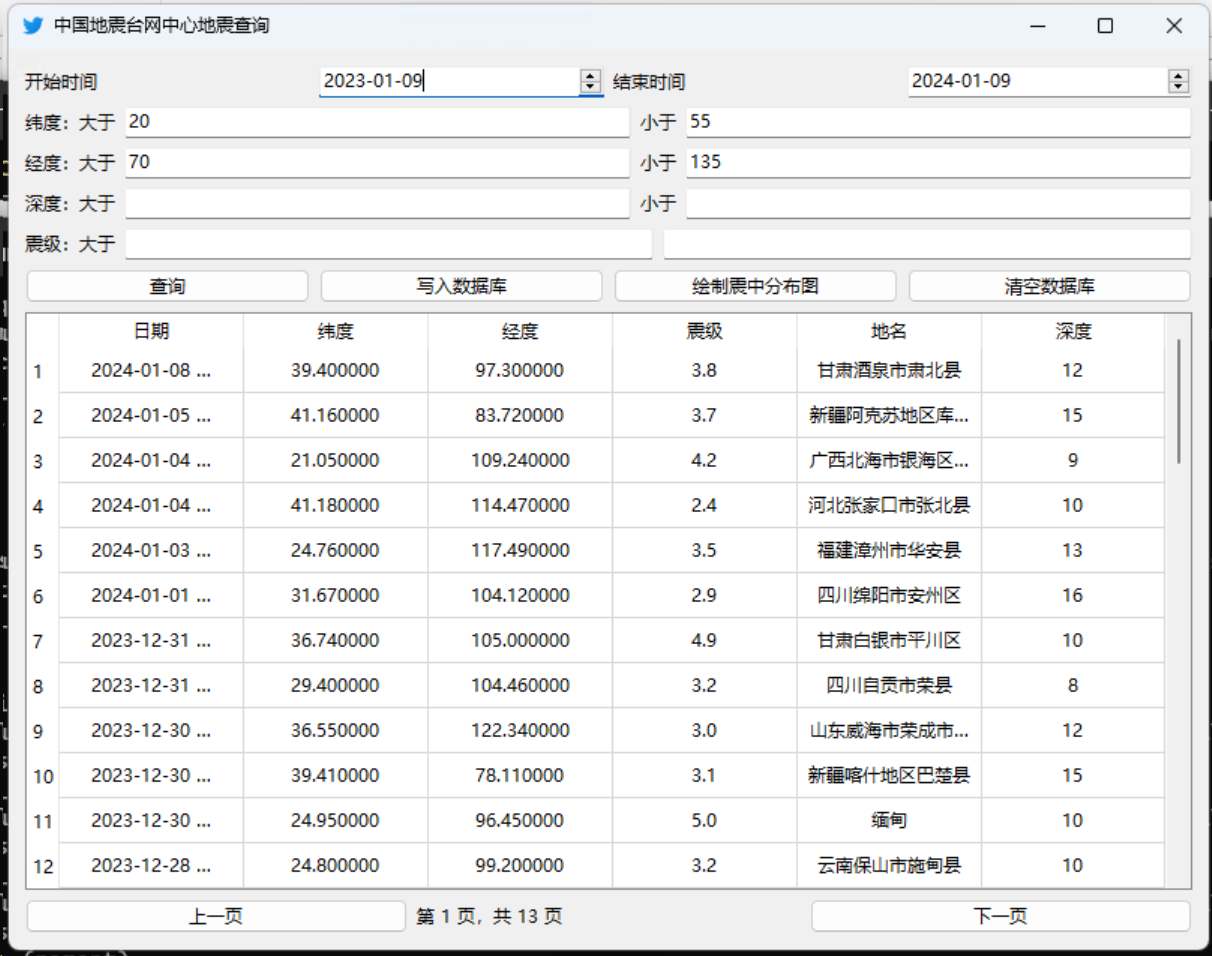 中国地震台网中心地震查询
开始时间 2023-01-09 结束时间 2024-01-09
纬度：大于 20 小于 55
经度：大于 70 小于 135
深度：大于 小于
震级：大于
查询 写入数据库 绘制震中分布图 清空数据库
日期 纬度 经度 震级 地名 深度
1 2024-01-08 ... 39.400000 97.300000 3.8 甘肃酒泉市肃北县 12
2 2024-01-05 ... 41.160000 83.720000 3.7 新疆阿克苏地区库... 15
3 2024-01-04 ... 21.050000 109.240000 4.2 广西北海市银海区... 9
4 2024-01-04 ... 41.180000 114.470000 2.4 河北张家口市张北县 10
5 2024-01-03 ... 24.760000 117.490000 3.5 福建漳州市华安县 13
6 2024-01-01 ... 31.670000 104.120000 2.9 四川绵阳市安州区 16
7 2023-12-31 ... 36.740000 105.000000 4.9 甘肃白银市平川区 10
8 2023-12-31 ... 29.400000 104.460000 3.2 四川自贡市荣县 8
9 2023-12-30 ... 36.550000 122.340000 3.0 山东威海市荣成市... 12
10 2023-12-30 ... 39.410000 78.110000 3.1 新疆喀什地区巴楚县 15
11 2023-12-30 ... 24.950000 96.450000 5.0 缅甸 10
12 2023-12-28 ... 24.800000 99.200000 3.2 云南保山市施甸县 10
上一页 第 1 页，共 13 页 下一页